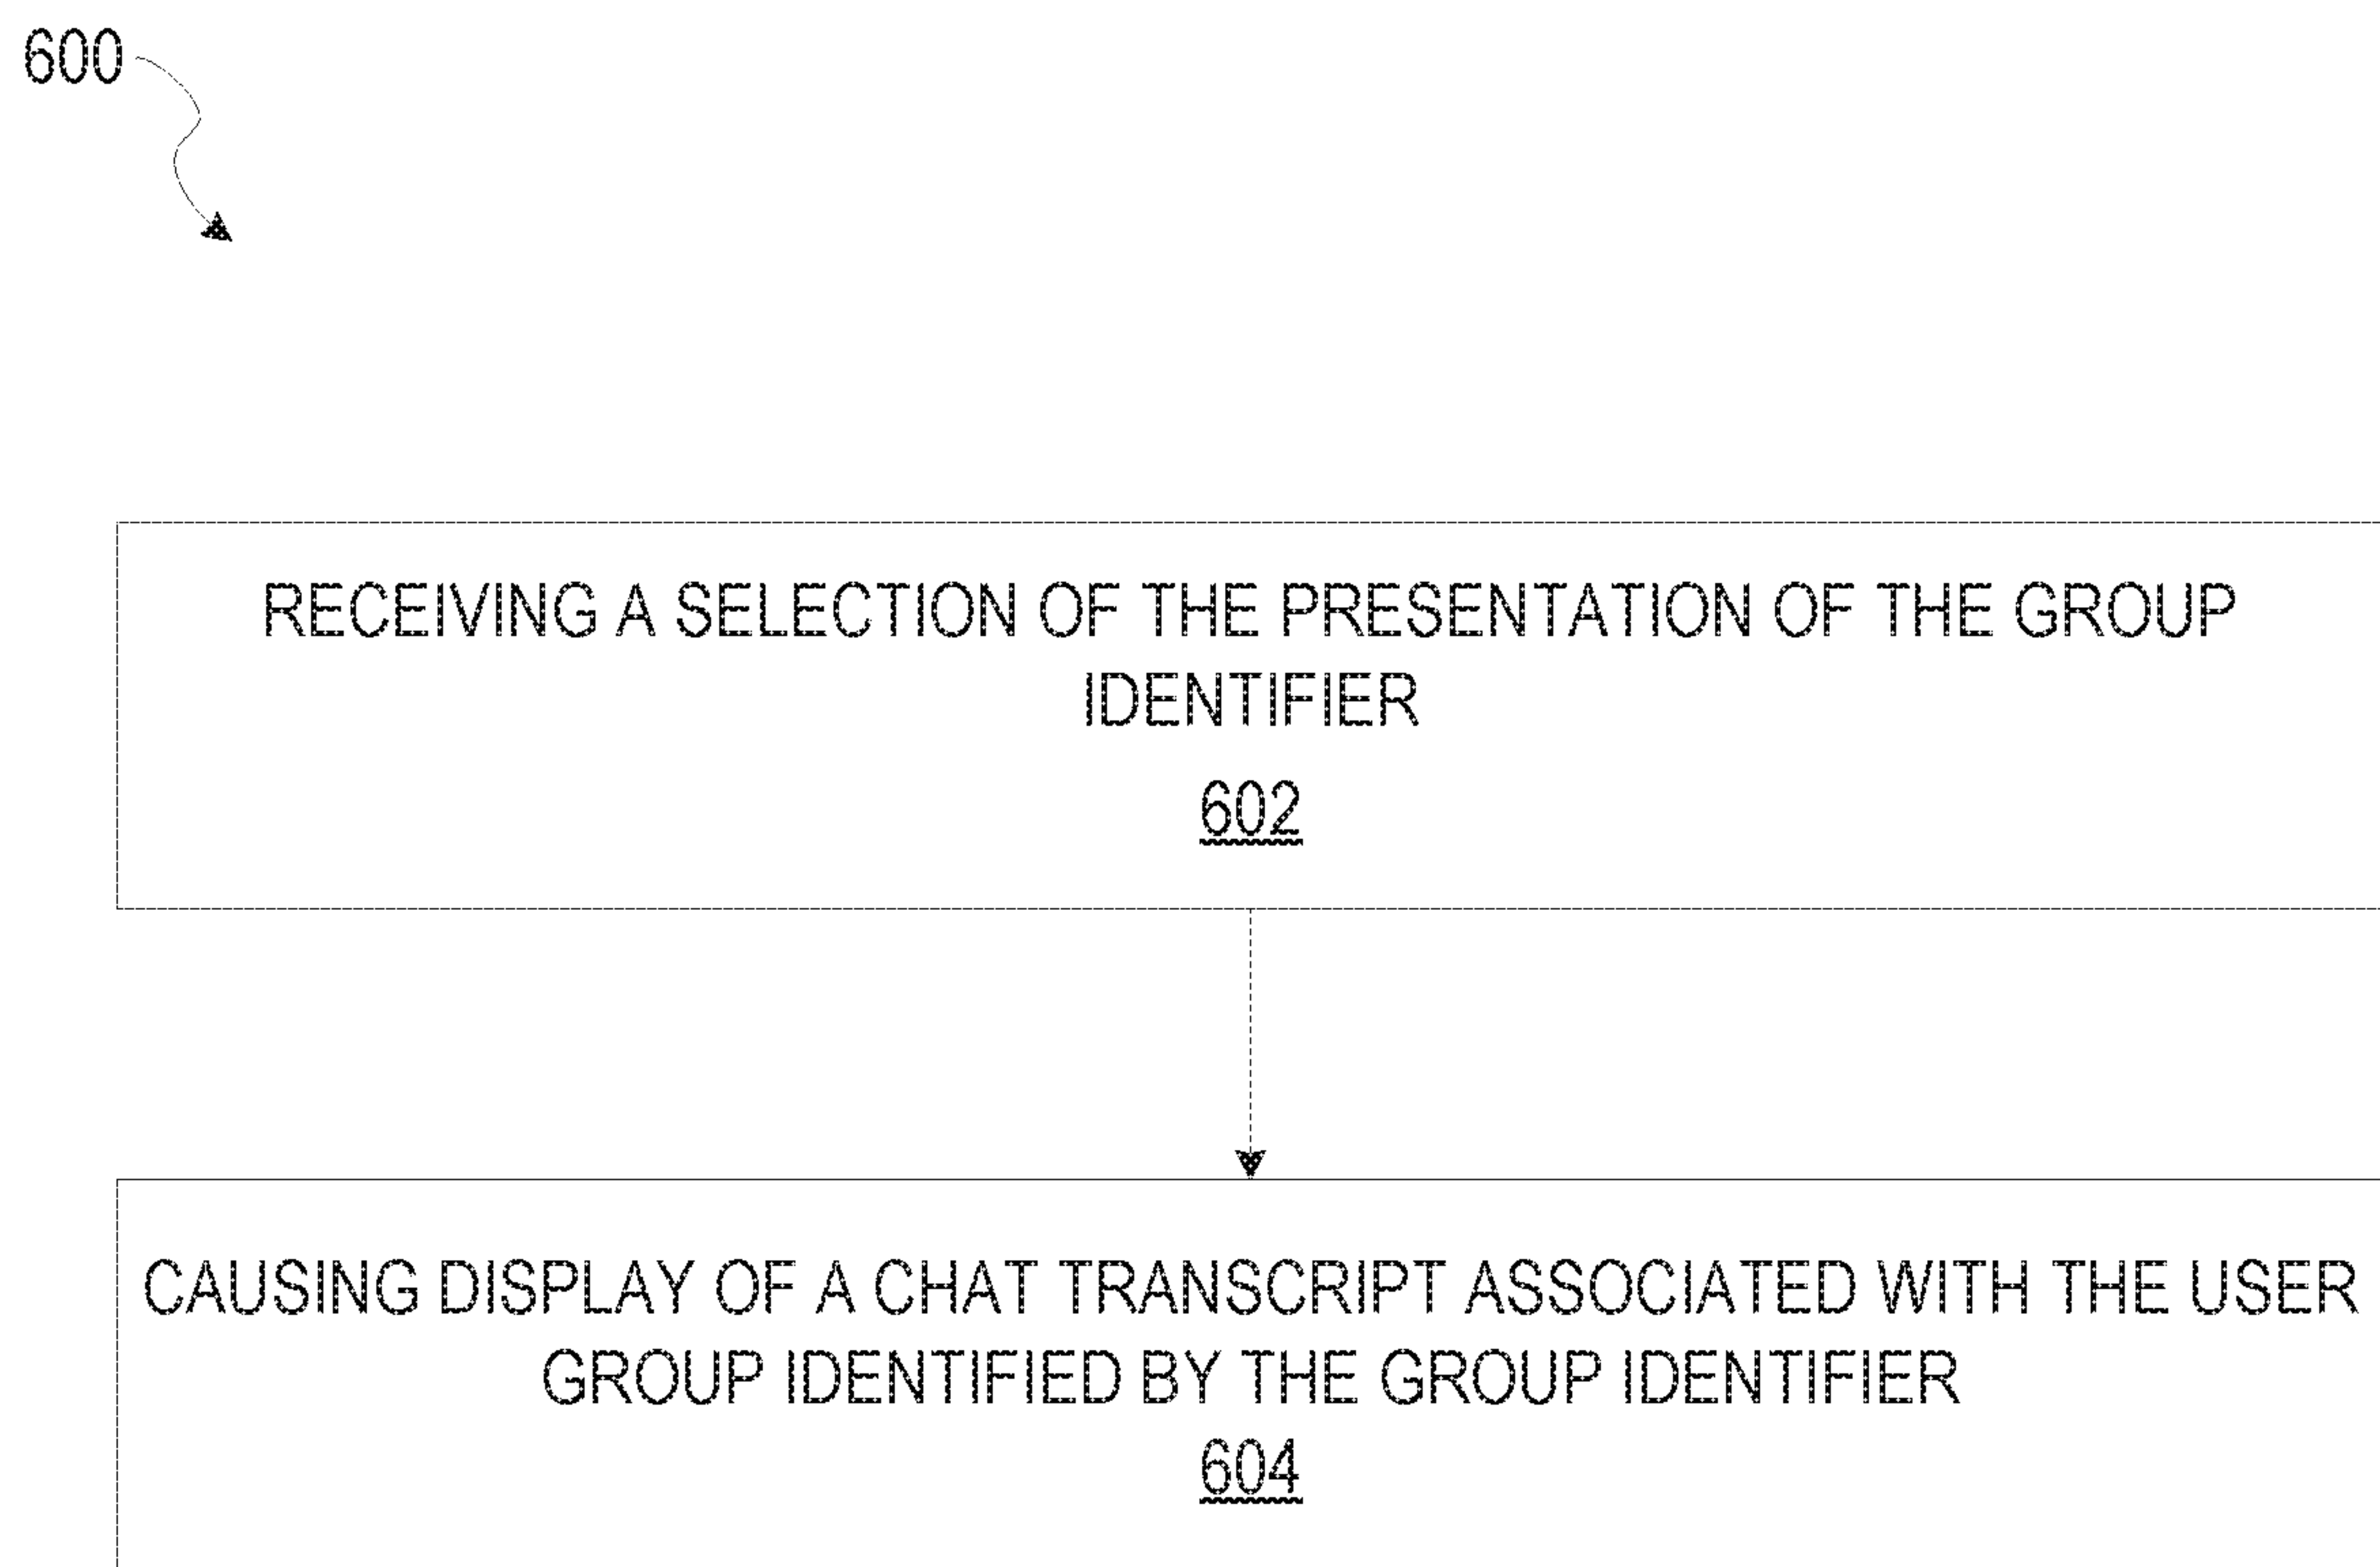 600
RECEIVING A SELECTION OF THE PRESENTATION OF THE GROUP
IDENTIFIER
602
CAUSING DISPLAY OF A CHAT TRANSCRIPT ASSOCIATED WITH THE USER
GROUP IDENTIFIED BY THE GROUP IDENTIFIER
604